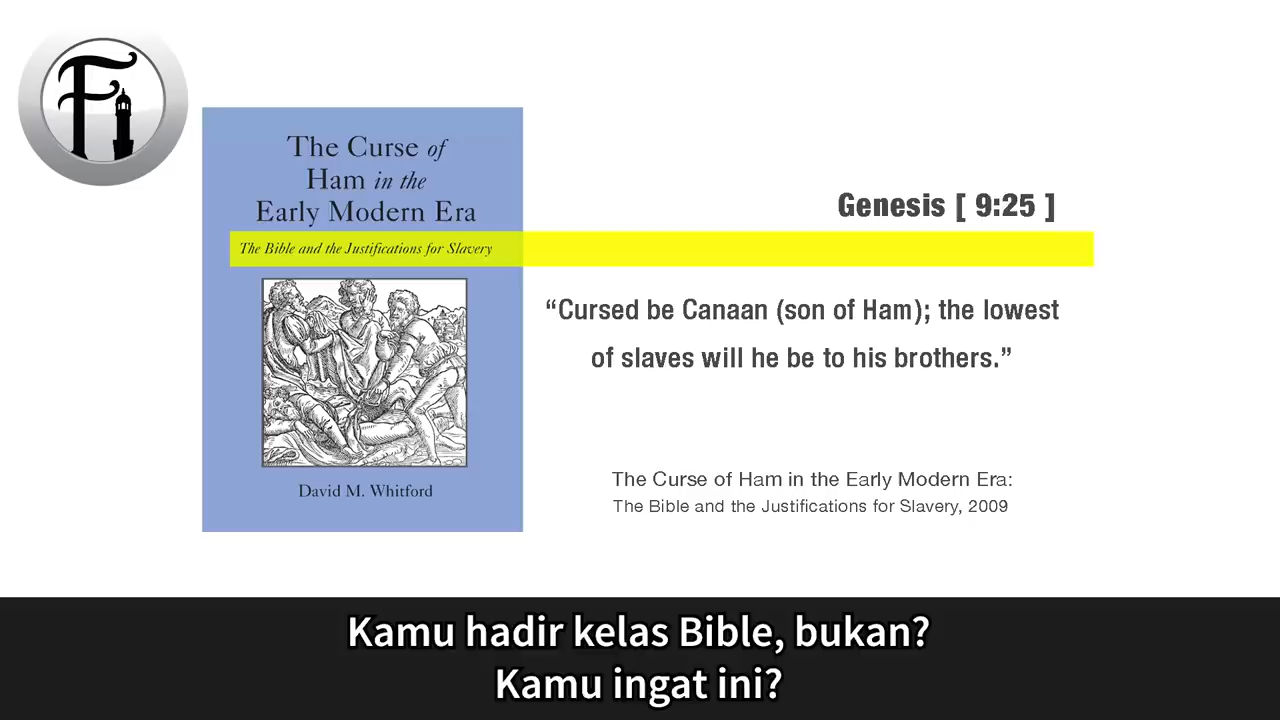 Fi
The Curse of
Ham in the
Early Modern Era
The Bible and the Justifications for Slavery
David M. Whitford
Genesis [ 9:25 ]
“Cursed be Canaan (son of Ham); the lowest
of slaves will he be to his brothers.”
The Curse of Ham in the Early Modern Era:
The Bible and the Justifications for Slavery, 2009
Kamu hadir kelas Bible, bukan?
Kamu ingat ini?